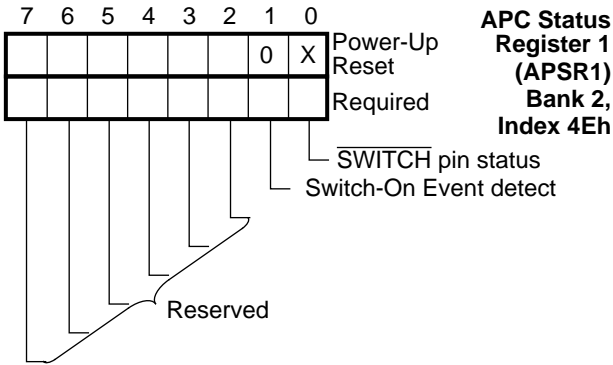 7 6 5 4 3 2 1 0
APC Status
Register 1
(APSR1)
Bank 2,
Index 4Eh
0 X
Power-Up
Reset
Required
SWITCH pin status
Switch-On Event detect
Reserved